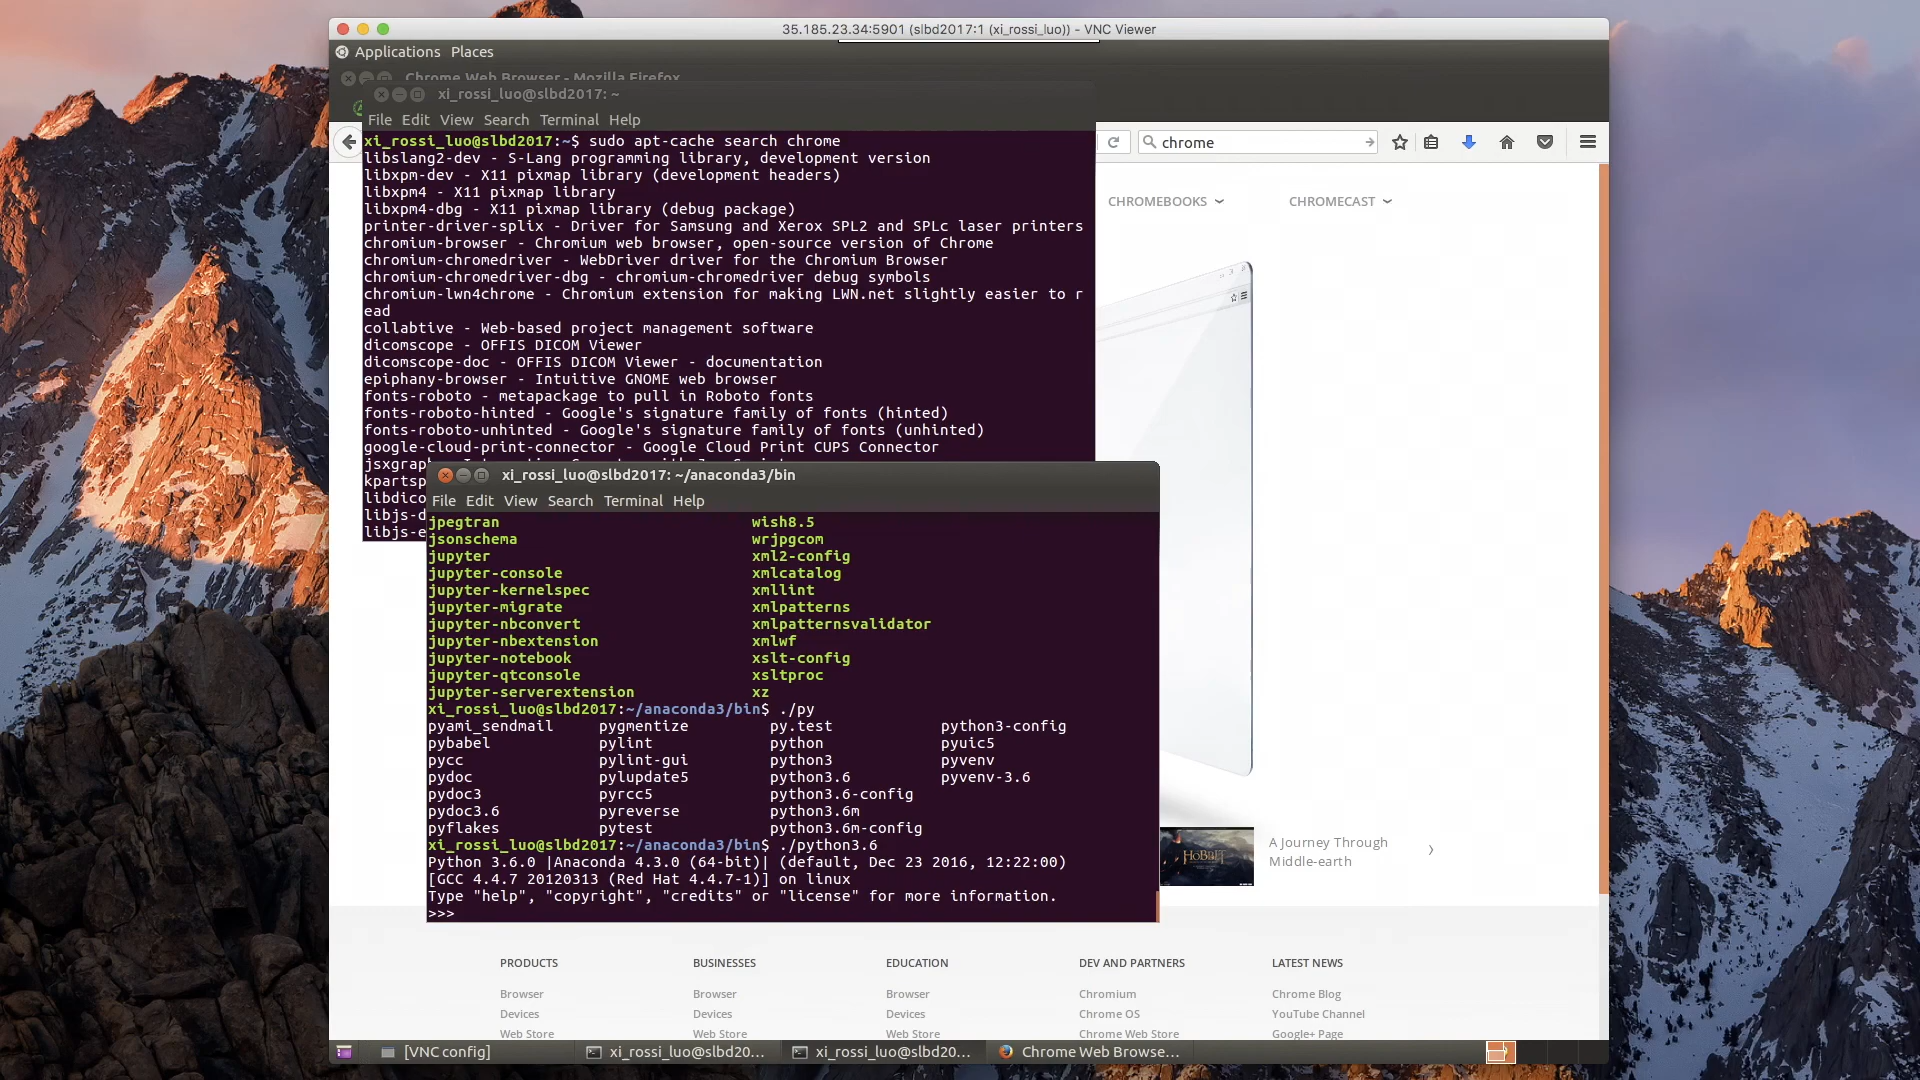 35.185.23.34:5901 (slbd2017:1 (xi_rossi_luo)) - VNC Viewer
Applications Places
Chrome Web Browser - Mozilla Firefox
xi_rossi_luo@slbd2017: ~
File Edit View Search Terminal Help
xi_rossi_luo@slbd2017:~$ sudo apt-cache search chrome
chrome
libslang2-dev - S-Lang programming library, development version
libxpm-dev - X11 pixmap library (development headers)
libxpm4 - X11 pixmap library
libxpm4-dbg - X11 pixmap library (debug package)
printer-driver-splix - Driver for Samsung and Xerox SPL2 and SPLc laser printers
chromium-browser - Chromium web browser, open-source version of Chrome
chromium-chromedriver - WebDriver driver for the Chromium Browser
chromium-chromedriver-dbg - chromium-chromedriver debug symbols
chromium-lwn4chrome - Chromium extension for making LWN.net slightly easier to r
ead
collabtive - Web-based project management software
dicomscope - OFFIS DICOM Viewer
dicomscope-doc - OFFIS DICOM Viewer - documentation
epiphany-browser - Intuitive GNOME web browser
fonts-roboto - metapackage to pull in Roboto fonts
fonts-roboto-hinted - Google's signature family of fonts (hinted)
fonts-roboto-unhinted - Google's signature family of fonts (unhinted)
google-cloud-print-connector - Google Cloud Print CUPS Connector
jsxgraph
kpartsp
libdico
libjs-d
libjs-e
CHROMEBOOKS CHROMECAST
xi_rossi_luo@slbd2017: ~/anaconda3/bin
File Edit View Search Terminal Help
jpegtran wish8.5
jsonschema wrjpgcom
jupyter xml2-config
jupyter-console xmlcatalog
jupyter-kernelspec xmllint
jupyter-migrate xmlpatterns
jupyter-nbconvert xmlpatternsvalidator
jupyter-nbextension xmlwf
jupyter-notebook xslt-config
jupyter-qtconsole xsltproc
jupyter-serverextension xz
xi_rossi_luo@slbd2017:~/anaconda3/bin$ ./py
pyami_sendmail pygmentize py.test python3-config
pybabel pylint python pyuic5
pycc pylint-gui python3 pyvenv
pydoc pylupdate5 python3.6 pyvenv-3.6
pydoc3 pyrcc5 python3.6-config
pydoc3.6 pyreverse python3.6m
pyflakes pytest python3.6m-config
xi_rossi_luo@slbd2017:~/anaconda3/bin$ ./python3.6
Python 3.6.0 |Anaconda 4.3.0 (64-bit)| (default, Dec 23 2016, 12:22:00)
[GCC 4.4.7 20120313 (Red Hat 4.4.7-1)] on linux
Type "help", "copyright", "credits" or "license" for more information.
>>>
HOBBIT
A Journey Through
Middle-earth
PRODUCTS BUSINESSES EDUCATION DEV AND PARTNERS LATEST NEWS
Browser Browser Browser Chromium Chrome Blog
Devices Devices Devices Chrome OS YouTube Channel
Web Store Web Store Web Store Chrome Web Store Google+ Page
[VNC config] xi_rossi_luo@slbd20... xi_rossi_luo@slbd20... Chrome Web Browse...